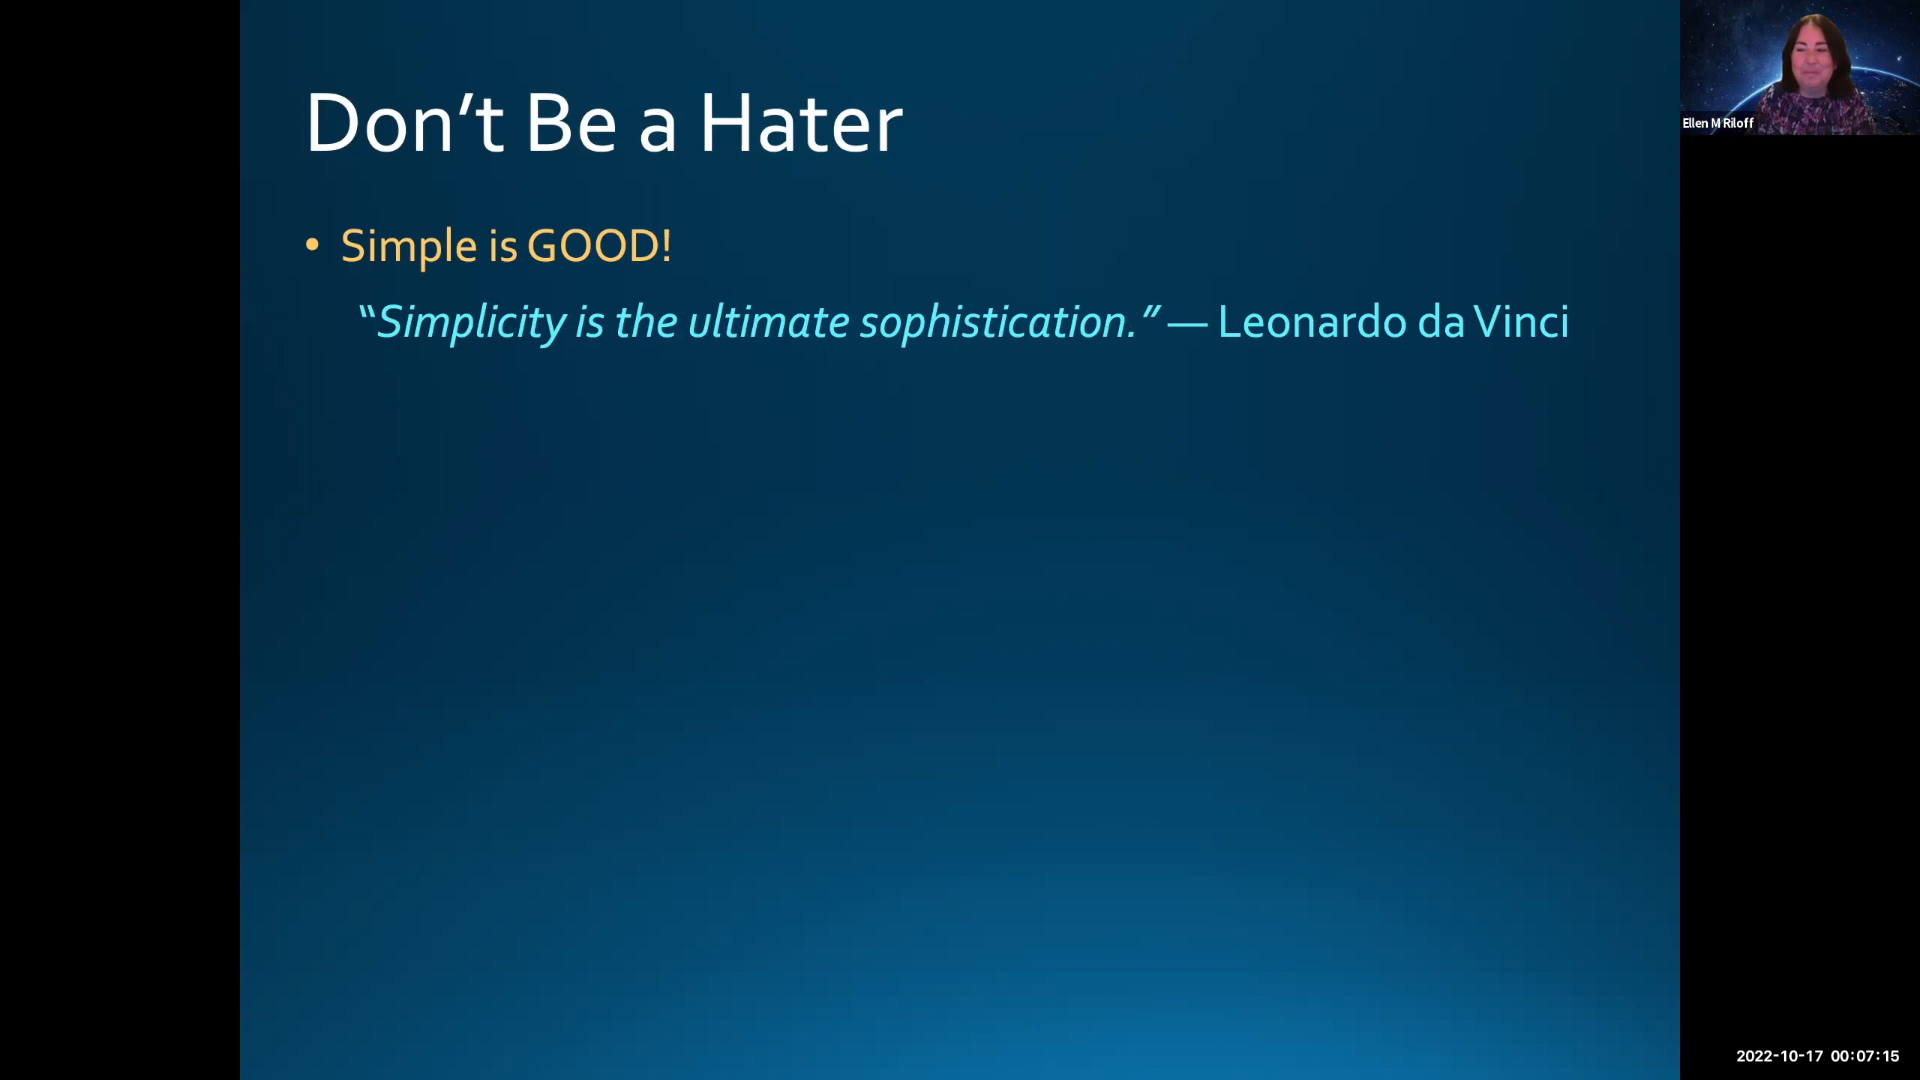 Don’t Be a Hater
• Simple is GOOD!
“Simplicity is the ultimate sophistication.” — Leonardo da Vinci
Ellen M Riloff
2022-10-17 00:07:15